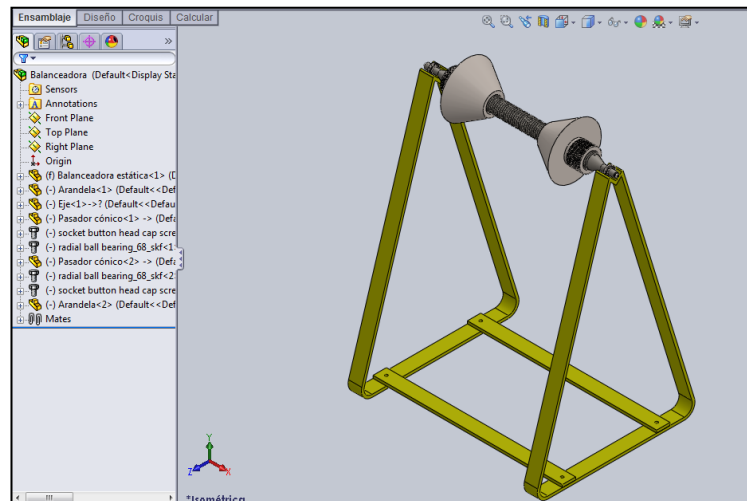 Ensamblaje Diseño Croquis Calcular
»
Balanceadora (Default<Display Sta
Sensors
A Annotations
Front Plane
Top Plane
Right Plane
Origin
(f) Balanceadora estática<1> (D
(-) Arandela<1> (Default<<Def
(-) Eje<1>->? (Default<<Defau
(-) Pasador cónico<1> -> (Defa
(-) socket button head cap scre
(-) radial ball bearing_68_skf<1
(-) Pasador cónico<2> -> (Defa
(-) radial ball bearing_68_skf<2
(-) socket button head cap scre
(-) Arandela<2> (Default<<Def
Mates
Y
Z X
*Isométrica